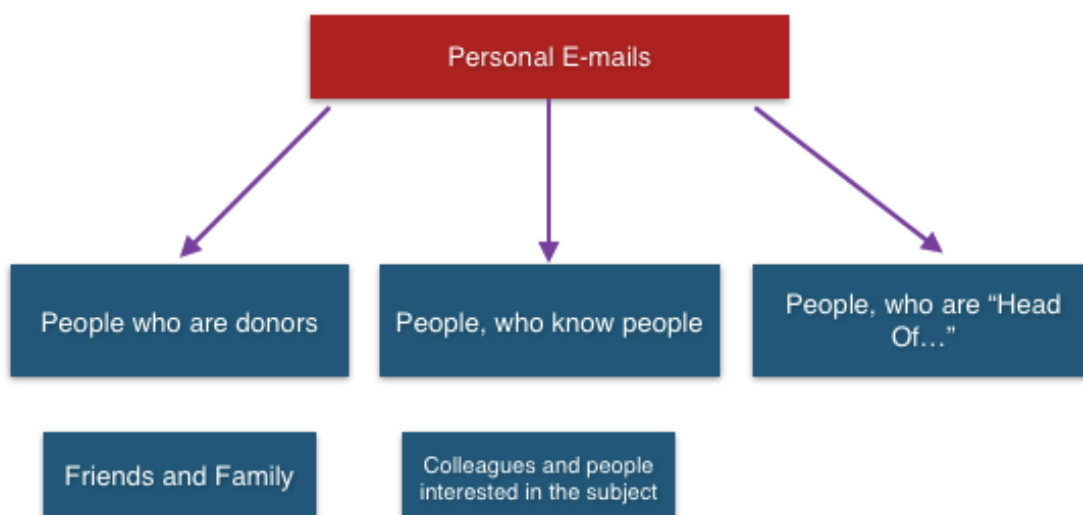 Personal E-mails
People who are donors
People, who know people
People, who are “Head
Of…”
Friends and Family
Colleagues and people
interested in the subject